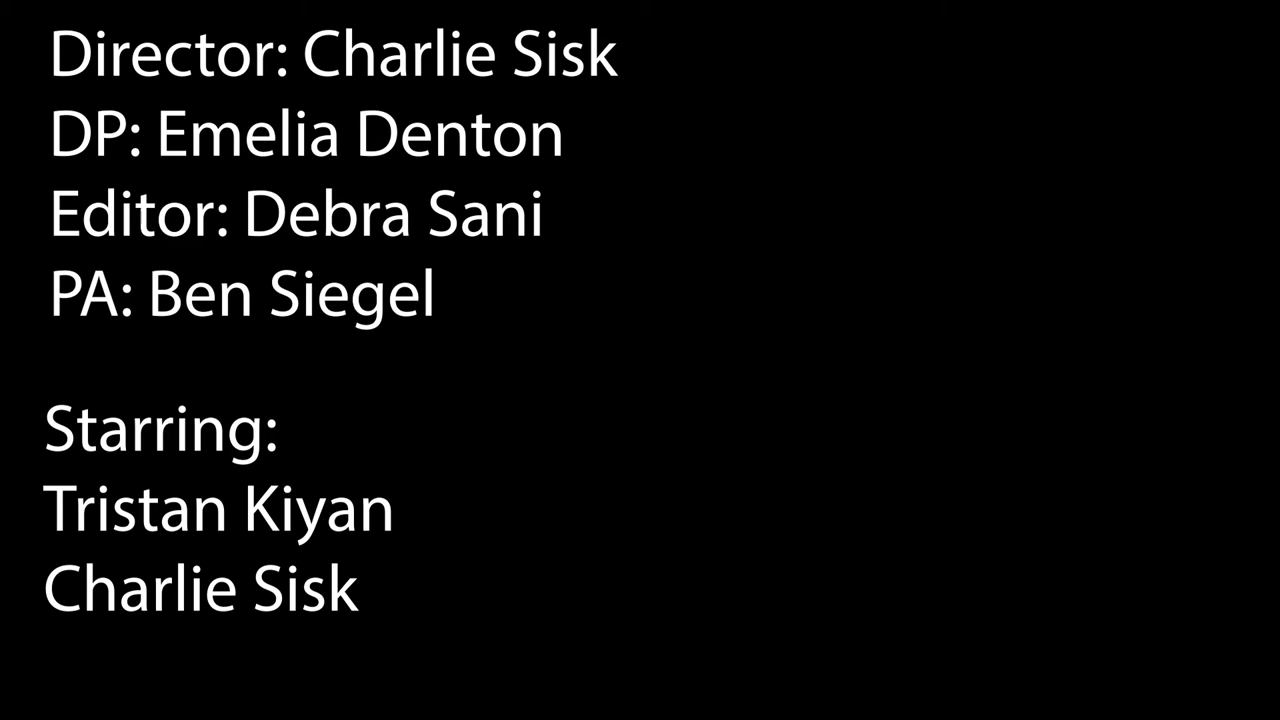 Director: Charlie Sisk
DP: Emelia Denton
Editor: Debra Sani
PA: Ben Siegel
Starring:
Tristan Kiyan
Charlie Sisk